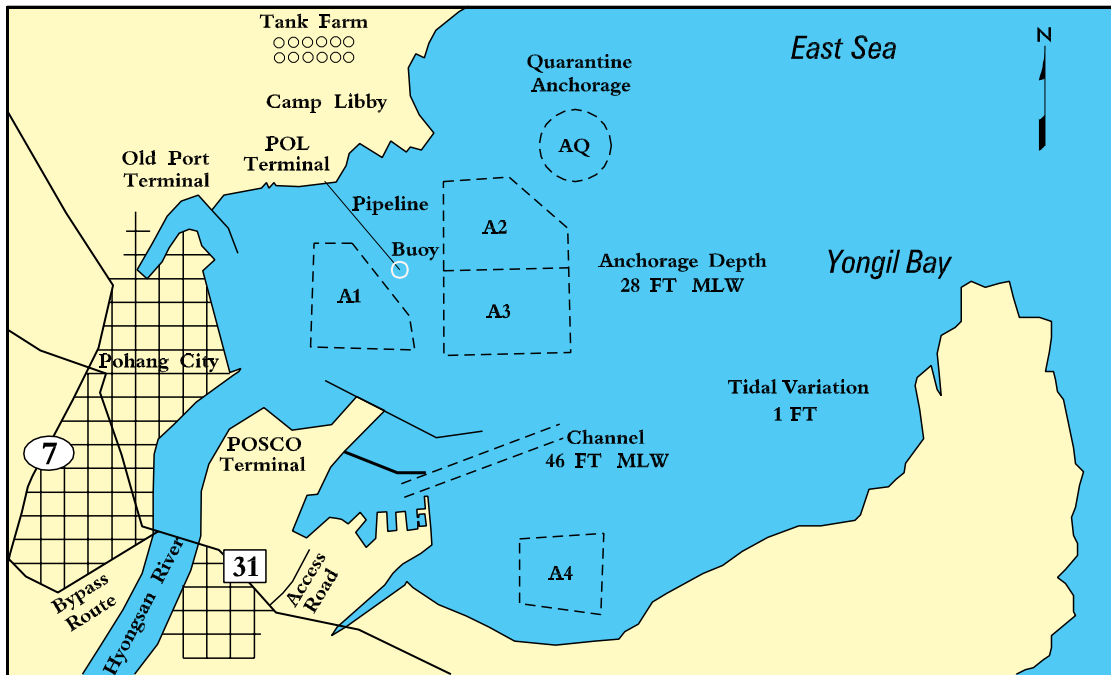 Tank Farm
East Sea
N
Quarantine
Anchorage
Camp Libby
AQ
POL
Terminal
Old Port
Terminal
Pipeline
A2
Buoy
Anchorage Depth
28 FT MLW
Yongil Bay
A1
A3
Pohang City
Tidal Variation
1 FT
7
POSCO
Terminal
Channel
46 FT MLW
31
A4
Access
Road
Bypass
Route
Hyongsan River